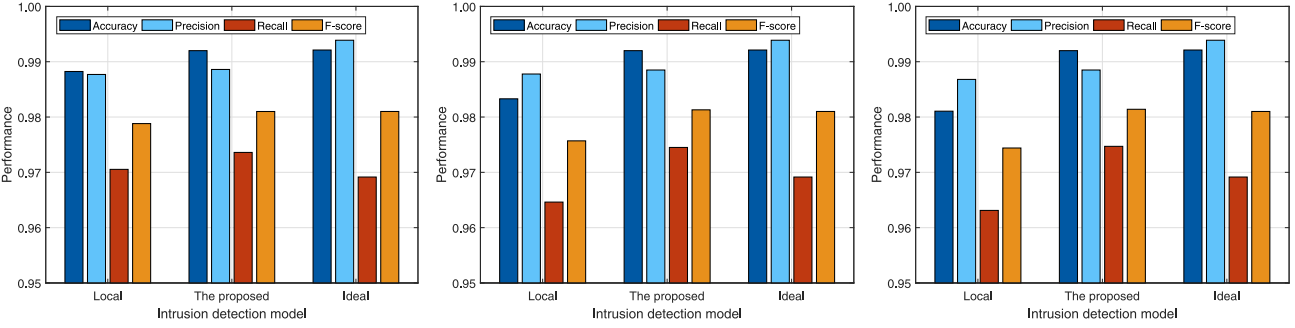 1.00
Accuracy Precision Recall F-score
0.99
0.98
0.97
0.96
0.95
Performance
Local The proposed Ideal
Intrusion detection model
1.00
Accuracy Precision Recall F-score
0.99
0.98
0.97
0.96
0.95
Performance
Local The proposed Ideal
Intrusion detection model
1.00
Accuracy Precision Recall F-score
0.99
0.98
0.97
0.96
0.95
Performance
Local The proposed Ideal
Intrusion detection model